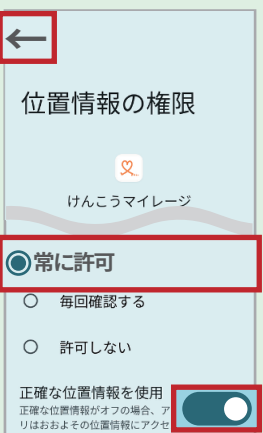 位置情報の権限
けんこうマイレージ
常に許可
毎回確認する
許可しない
正確な位置情報を使用
正確な位置情報がオフの場合、ア
リはおおよその位置情報にアクセ